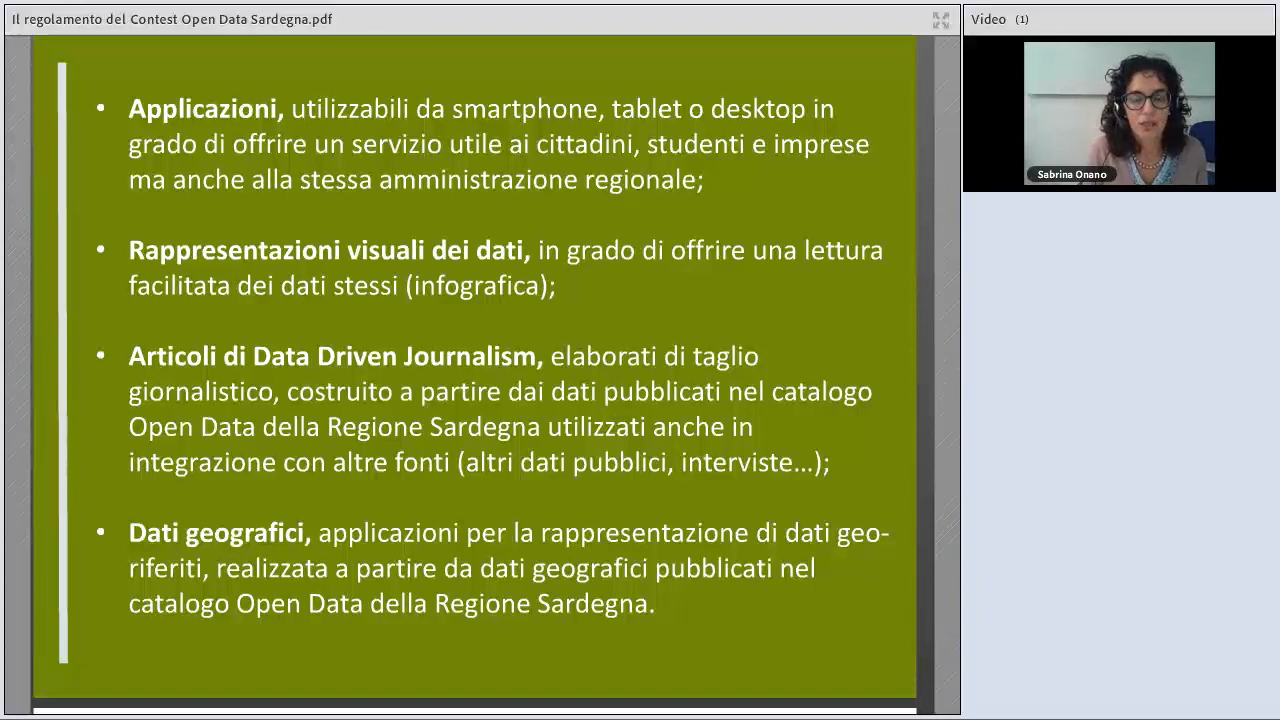 Il regolamento del Contest Open Data Sardegna.pdf
Video (1)
Sabrina Onano
• Applicazioni, utilizzabili da smartphone, tablet o desktop in
grado di offrire un servizio utile ai cittadini, studenti e imprese
ma anche alla stessa amministrazione regionale;
• Rappresentazioni visuali dei dati, in grado di offrire una lettura
facilitata dei dati stessi (infografica);
• Articoli di Data Driven Journalism, elaborati di taglio
giornalistico, costruito a partire dai dati pubblicati nel catalogo
Open Data della Regione Sardegna utilizzati anche in
integrazione con altre fonti (altri dati pubblici, interviste…);
• Dati geografici, applicazioni per la rappresentazione di dati geo-
riferiti, realizzata a partire da dati geografici pubblicati nel
catalogo Open Data della Regione Sardegna.